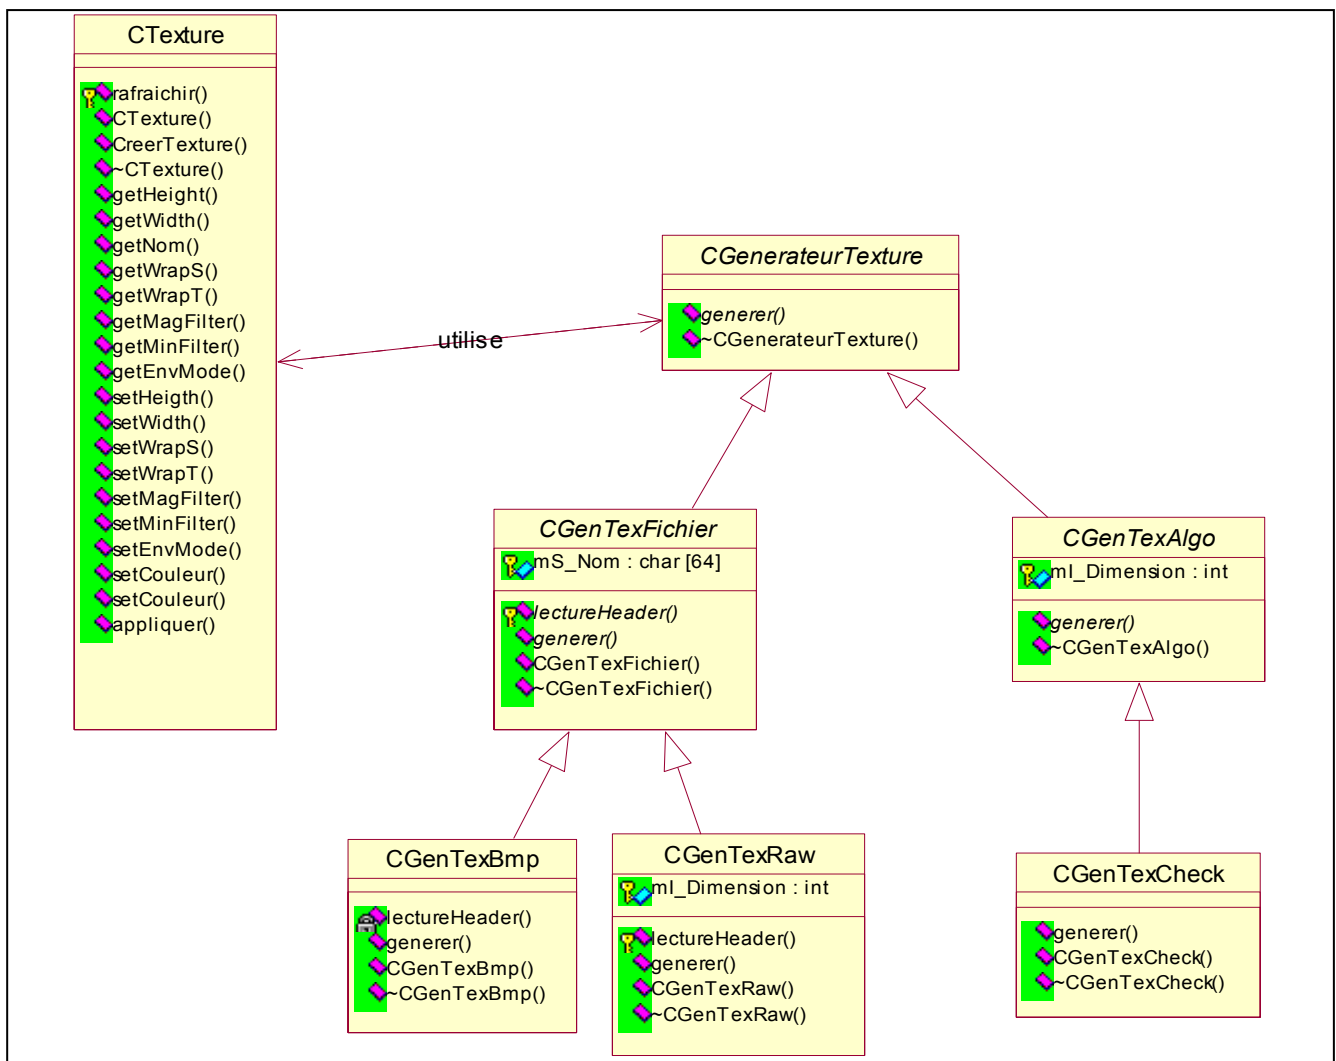 CTexture
rafraichir()
CTexture()
CreerTexture()
~CTexture()
getHeight()
getWidth()
getNom()
getWrapS()
getWrapT()
getMagFilter()
getMinFilter()
getEnvMode()
setHeigth()
setWidth()
setWrapS()
setWrapT()
setMagFilter()
setMinFilter()
setEnvMode()
setCouleur()
setCouleur()
appliquer()
utilise
CGenerateurTexture
generer()
~CGenerateurTexture()
CGenTexFichier
mS_Nom : char [64]
lectureHeader()
generer()
CGenTexFichier()
~CGenTexFichier()
CGenTexAlgo
mI_Dimension : int
generer()
~CGenTexAlgo()
CGenTexBmp
lectureHeader()
generer()
CGenTexBmp()
~CGenTexBmp()
CGenTexRaw
mI_Dimension : int
lectureHeader()
generer()
CGenTexRaw()
~CGenTexRaw()
CGenTexCheck
generer()
CGenTexCheck()
~CGenTexCheck()